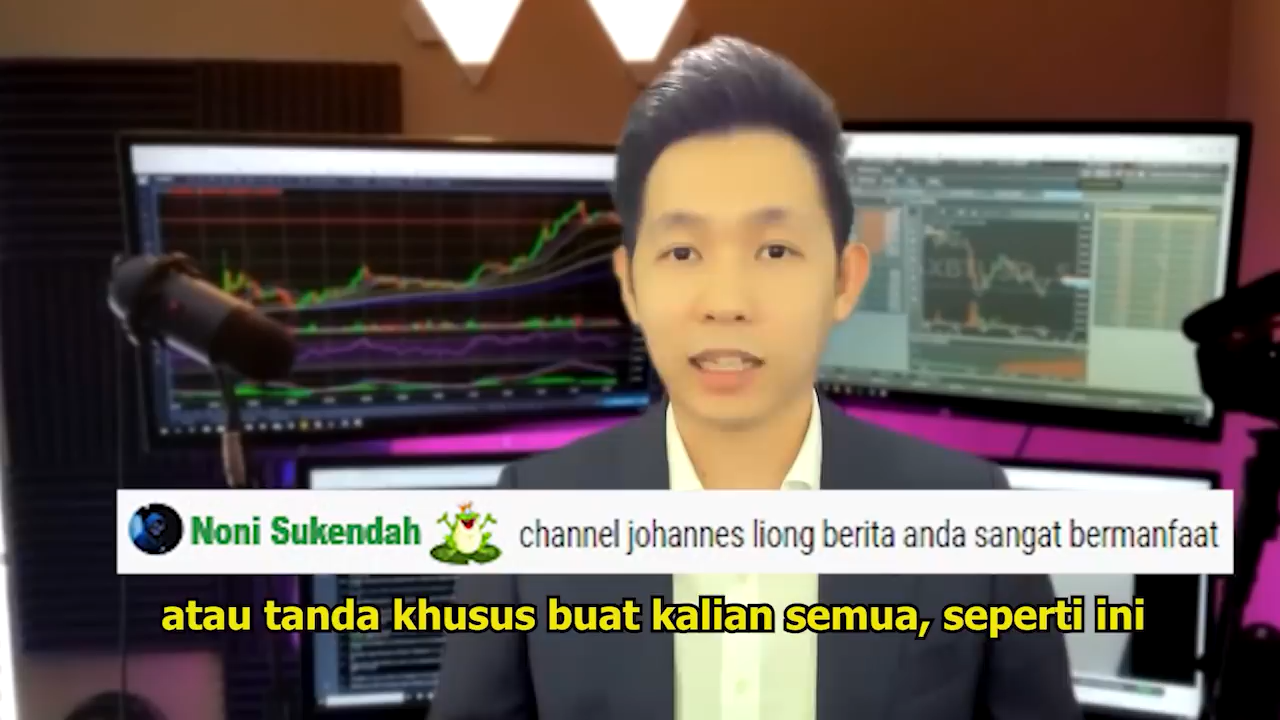 Noni Sukendah channel johannes liong berita anda sangat bermanfaat
atau tanda khusus buat kalian semua, seperti ini